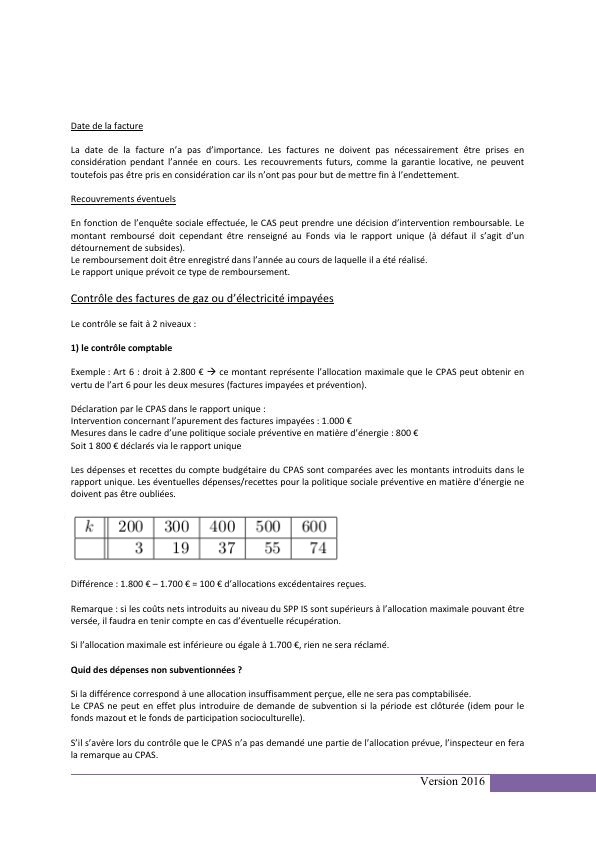 Date de la facture
La date de la facture n’a pas d’importance. Les factures ne doivent pas nécessairement être prises en
considération pendant l’année en cours. Les recouvrements futurs, comme la garantie locative, ne peuvent
toutefois pas être pris en considération car ils n’ont pas pour but de mettre fin à l’endettement.
Recouvrements éventuels
En fonction de l’enquête sociale effectuée, le CAS peut prendre une décision d’intervention remboursable. Le
montant remboursé doit cependant être renseigné au Fonds via le rapport unique (à défaut il s’agit d’un
détournement de subsides).
Le remboursement doit être enregistré dans l’année au cours de laquelle il a été réalisé.
Le rapport unique prévoit ce type de remboursement.
Contrôle des factures de gaz ou d’électricité impayées
Le contrôle se fait à 2 niveaux :
1) le contrôle comptable
Exemple : Art 6 : droit à 2.800 € → ce montant représente l’allocation maximale que le CPAS peut obtenir en
vertu de l’art 6 pour les deux mesures (factures impayées et prévention).
Déclaration par le CPAS dans le rapport unique :
Intervention concernant l’apurement des factures impayées : 1.000 €
Mesures dans le cadre d’une politique sociale préventive en matière d’énergie : 800 €
Soit 1 800 € déclarés via le rapport unique
Les dépenses et recettes du compte budgétaire du CPAS sont comparées avec les montants introduits dans le
rapport unique. Les éventuelles dépenses/recettes pour la politique sociale préventive en matière d'énergie ne
doivent pas être oubliées.
k 200 300 400 500 600
3 19 37 55 74
Différence : 1.800 € – 1.700 € = 100 € d’allocations excédentaires reçues.
Remarque : si les coûts nets introduits au niveau du SPP IS sont supérieurs à l’allocation maximale pouvant être
versée, il faudra en tenir compte en cas d’éventuelle récupération.
Si l’allocation maximale est inférieure ou égale à 1.700 €, rien ne sera réclamé.
Quid des dépenses non subventionnées ?
Si la différence correspond à une allocation insuffisamment perçue, elle ne sera pas comptabilisée.
Le CPAS ne peut en effet plus introduire de demande de subvention si la période est clôturée (idem pour le
fonds mazout et le fonds de participation socioculturelle).
S’il s’avère lors du contrôle que le CPAS n’a pas demandé une partie de l’allocation prévue, l’inspecteur en fera
la remarque au CPAS.
Version 2016